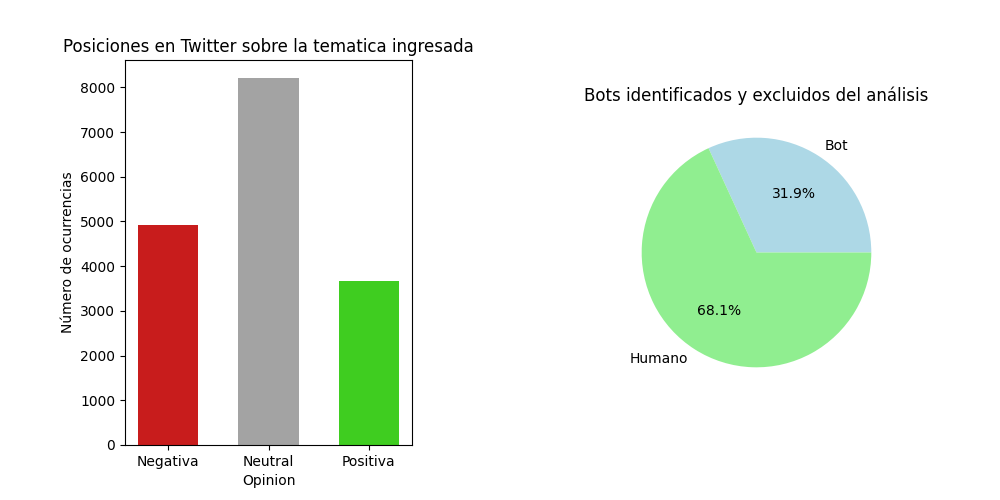 Posiciones en Twitter sobre la tematica ingresada
8000
7000
6000
5000
4000
3000
2000
1000
0
Número de ocurrencias
Negativa
Neutral
Positiva
Opinion
Bots identificados y excluidos del análisis
Bot
31.9%
68.1%
Humano